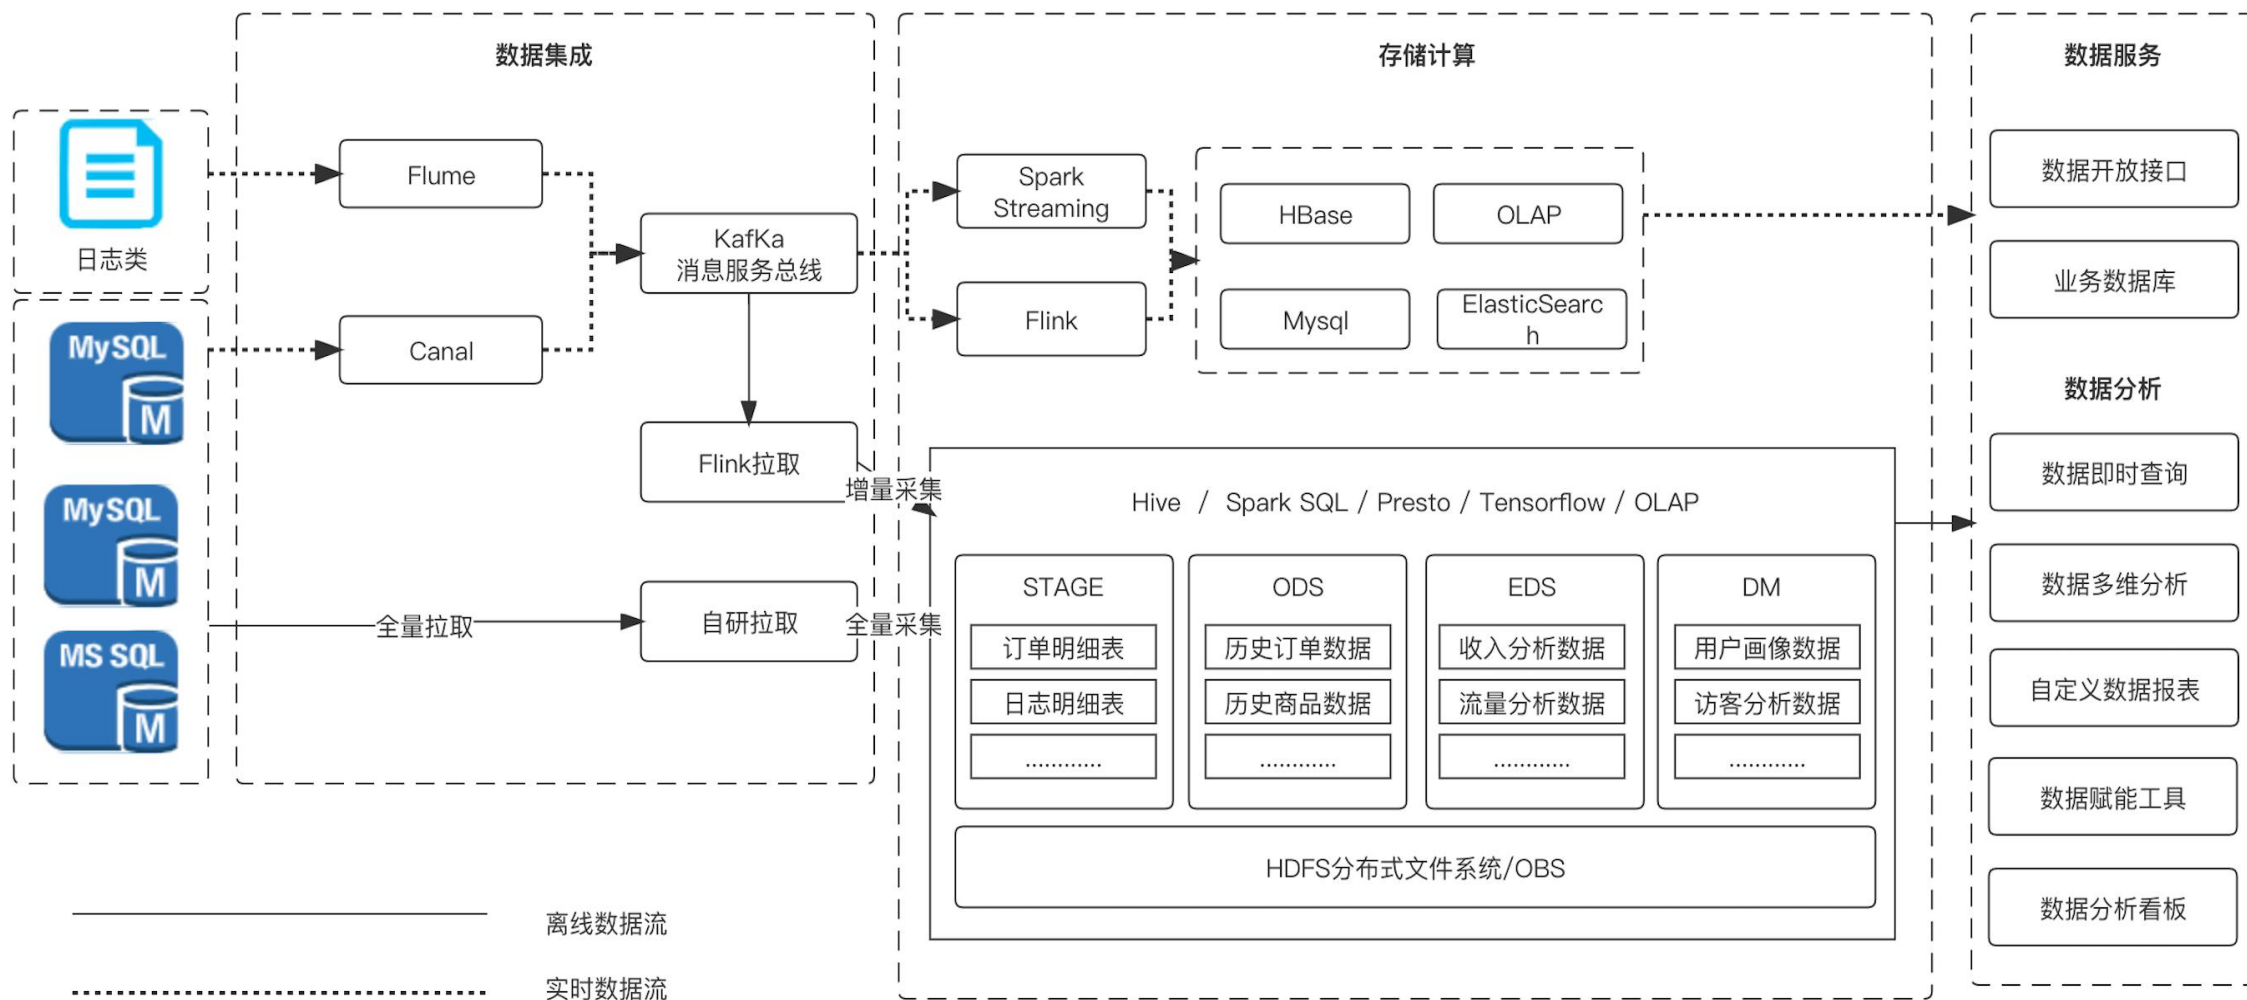 数据集成
存储计算
数据服务
日志类
MySQL
M
MySQL
M
MS SQL
M
Flume
Canal
KafKa
消息服务总线
Flink拉取
全量拉取
自研拉取
增量采集
全量采集
Spark
Streaming
Flink
HBase
OLAP
Mysql
ElasticSearc
h
Hive / Spark SQL / Presto / Tensorflow / OLAP
STAGE
订单明细表
日志明细表
............
ODS
历史订单数据
历史商品数据
............
EDS
收入分析数据
流量分析数据
............
DM
用户画像数据
访客分析数据
............
HDFS分布式文件系统/OBS
数据开放接口
业务数据库
数据分析
数据即时查询
数据多维分析
自定义数据报表
数据赋能工具
数据分析看板
离线数据流
实时数据流